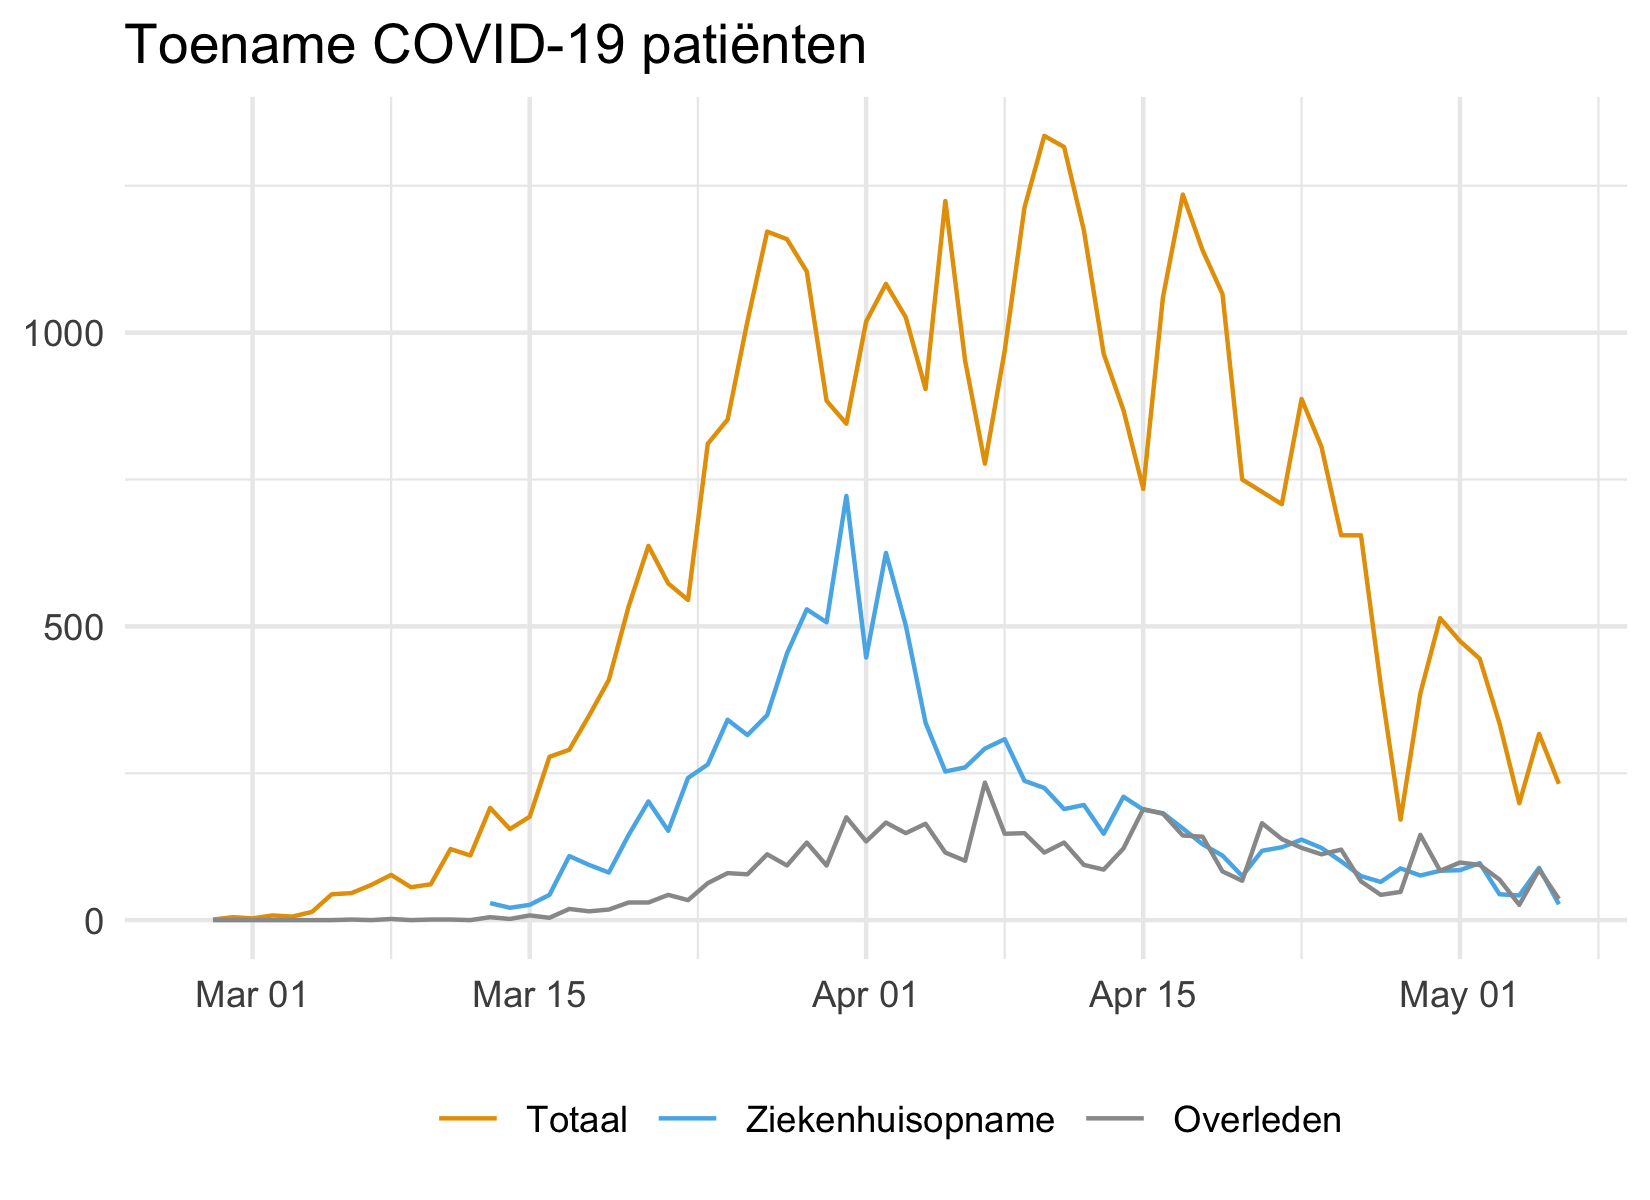 Toename COVID-19 patiënten
1000
500
0
Mar 01 Mar 15 Apr 01 Apr 15 May 01
Totaal Ziekenhuisopname Overleden